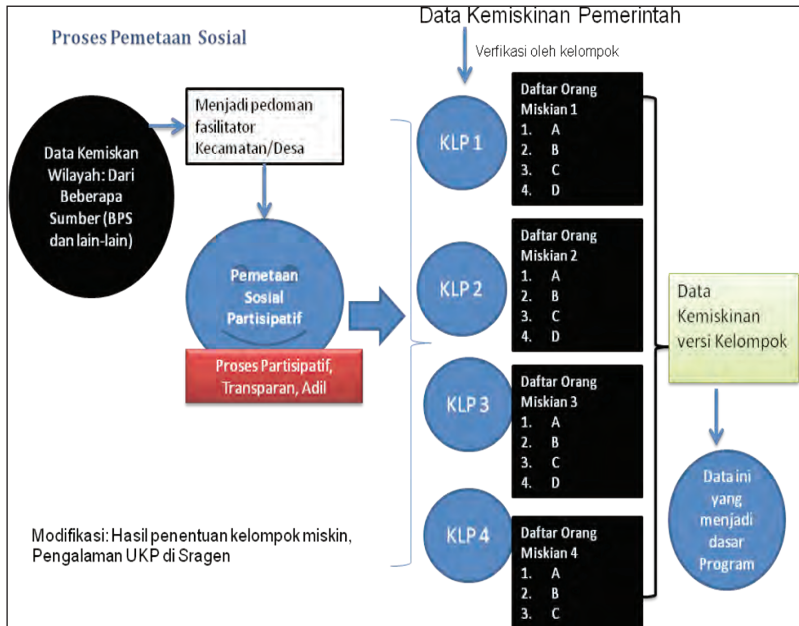 Proses Pemetaan Sosial
Data Kemiskinan Pemerintah
Verfikasi oleh kelompok
Data Kemiskan
Wilayah: Dari
Beberapa
Sumber (BPS
dan lain-lain)
Menjadi pedoman
fasilitator
Kecamatan/Desa
Pemetaan
Sosial
Partisipatif
Proses Partisipatif,
Transparan, Adil
KLP 1
Daftar Orang
Miskian 1
1. A
2. B
3. C
4. D
KLP 2
Daftar Orang
Miskian 2
1. A
2. B
3. C
4. D
KLP 3
Daftar Orang
Miskian 3
1. A
2. B
3. C
4. D
KLP 4
Daftar Orang
Miskian 4
1. A
2. B
3. C
Data
Kemiskinan
versi Kelompok
Data ini
yang
menjadi
dasar
Program
Modifikasi: Hasil penentuan kelompok miskin,
Pengalaman UKP di Sragen